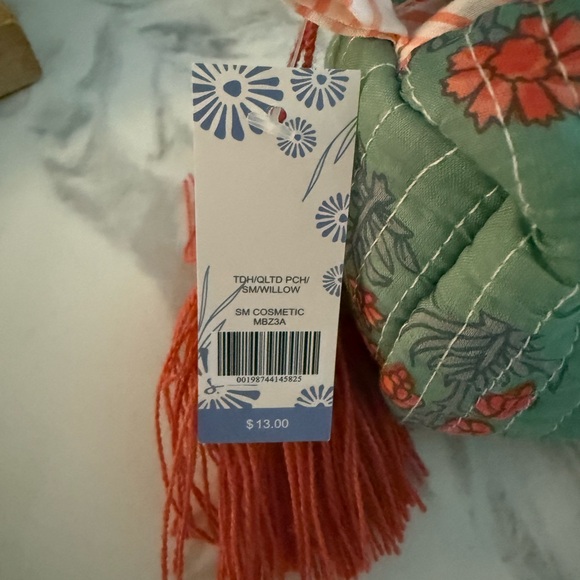 TDH/QLTD PCH/
SM/WILLOW
SM COSMETIC
MBZ3A
00198744145825
$13.00